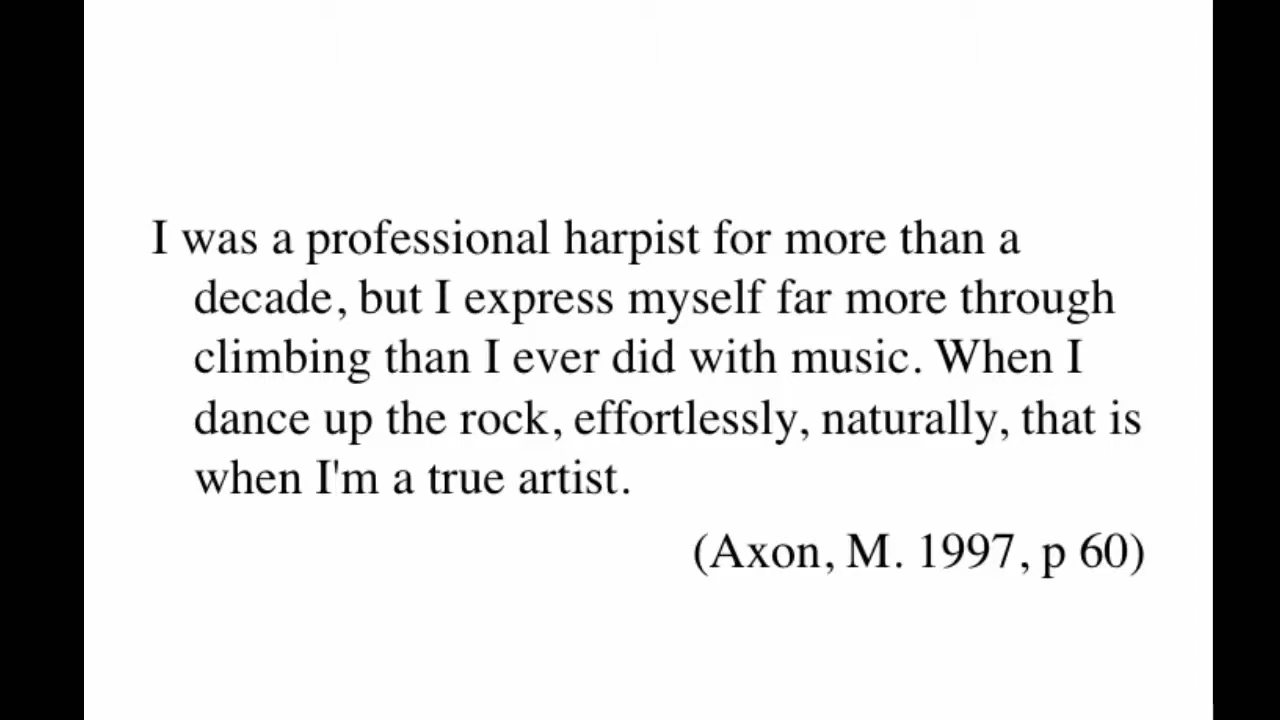 I was a professional harpist for more than a
decade, but I express myself far more through
climbing than I ever did with music. When I
dance up the rock, effortlessly, naturally, that is
when I'm a true artist.
(Axon, M. 1997, p 60)